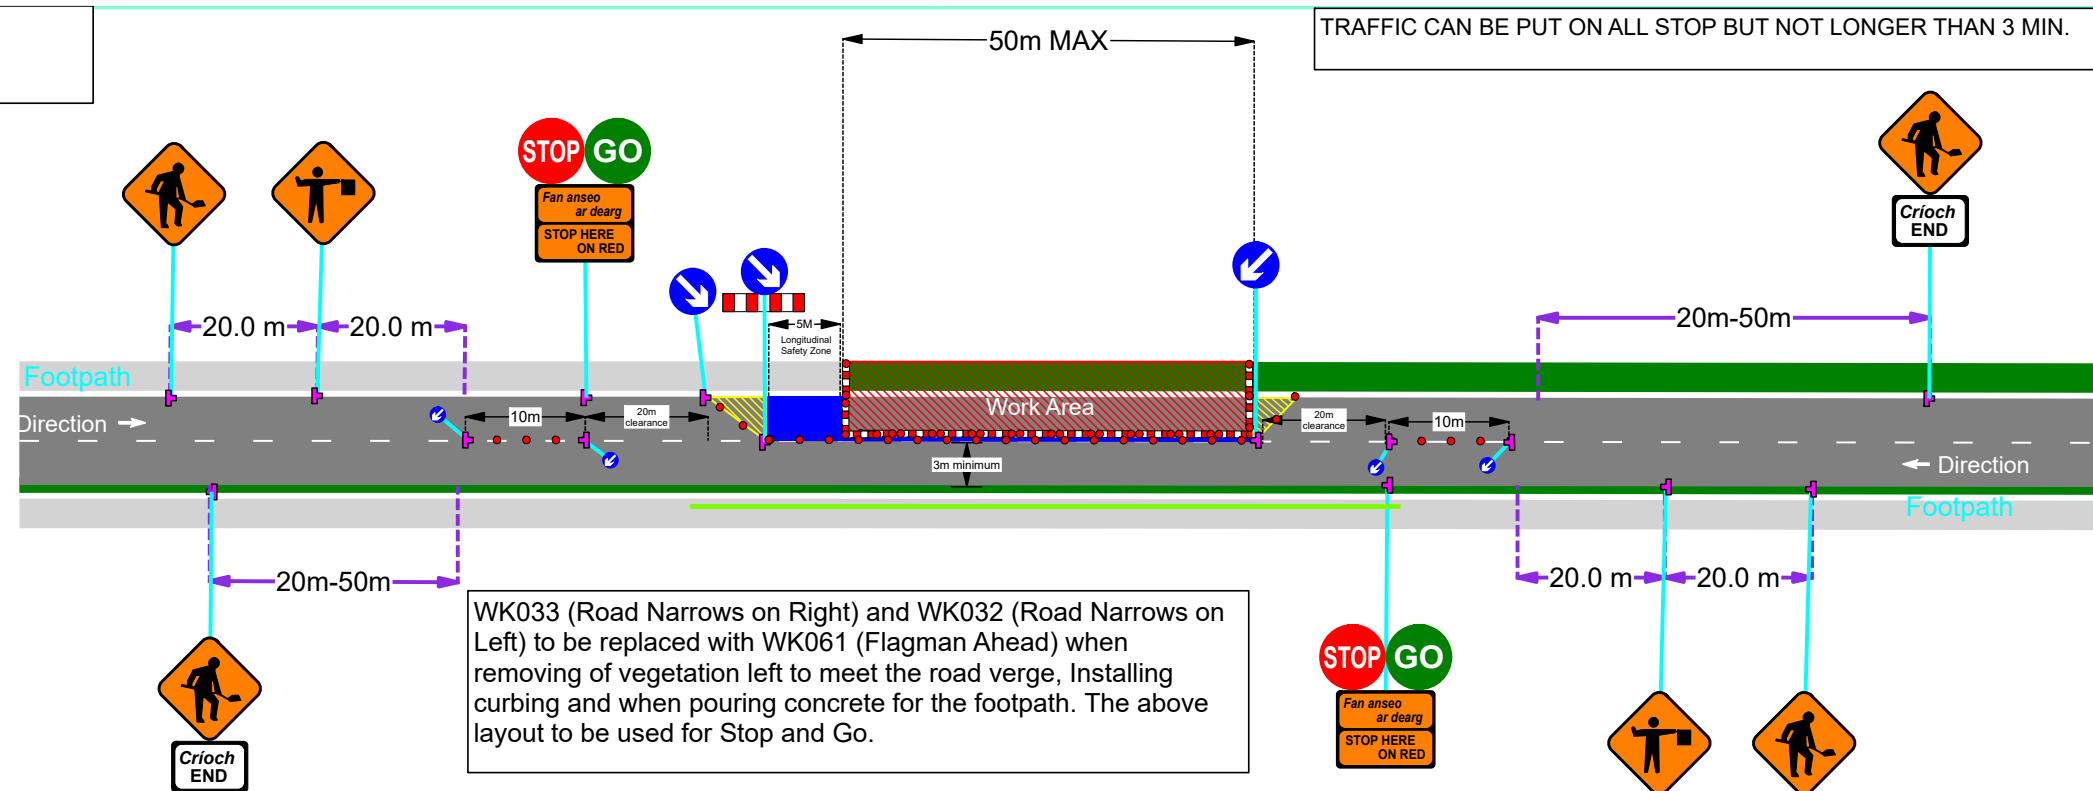 50m MAX
TRAFFIC CAN BE PUT ON ALL STOP BUT NOT LONGER THAN 3 MIN.
STOP GO
Fan anseo
ar dearg
STOP HERE
ON RED
Críoch
END
20.0 m
20.0 m
5M
Longitudinal
Safety Zone
20m-50m
Footpath
Direction
10m
20m
clearance
Work Area
3m minimum
20m
clearance
10m
Direction
Footpath
20m-50m
20.0 m
20.0 m
WK033 (Road Narrows on Right) and WK032 (Road Narrows on
Left) to be replaced with WK061 (Flagman Ahead) when
removing of vegetation left to meet the road verge, Installing
curbing and when pouring concrete for the footpath. The above
layout to be used for Stop and Go.
STOP GO
Fan anseo
ar dearg
STOP HERE
ON RED
Críoch
END